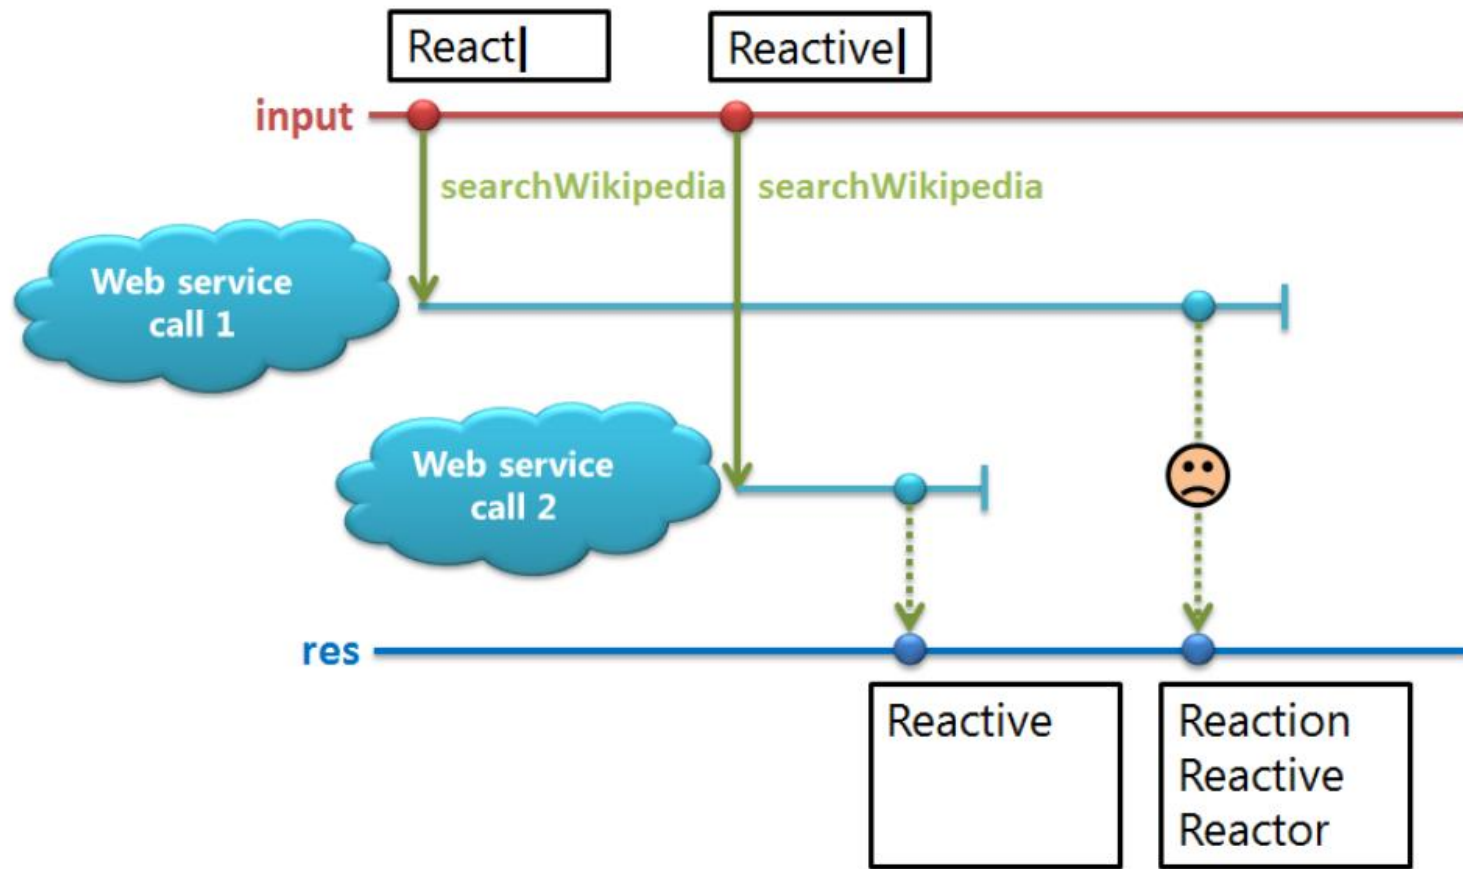 React|
Reactive|
input
searchWikipedia
searchWikipedia
Web service
call 1
Web service
call 2
res
Reactive
Reaction
Reactive
Reactor